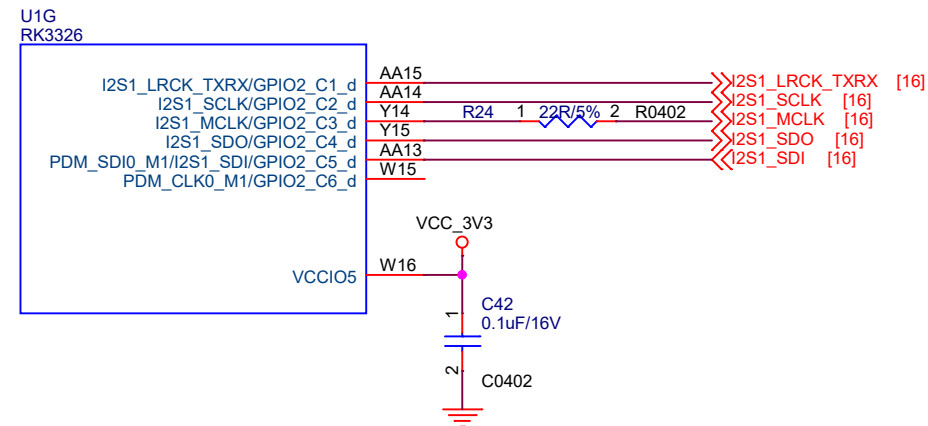 U1G
RK3326
I2S1_LRCK_TXRX/GPIO2_C1_d AA15 I2S1_LRCK_TXRX [16]
I2S1_SCLK/GPIO2_C2_d AA14 I2S1_SCLK [16]
I2S1_MCLK/GPIO2_C3_d Y14 R24 1 22R/5% 2 R0402 I2S1_MCLK [16]
I2S1_SDO/GPIO2_C4_d Y15 I2S1_SDO [16]
PDM_SDI0_M1/I2S1_SDI/GPIO2_C5_d AA13 I2S1_SDI [16]
PDM_CLK0_M1/GPIO2_C6_d W15
VCC_3V3
VCCIO5 W16
C42
1 0.1uF/16V
2 C0402